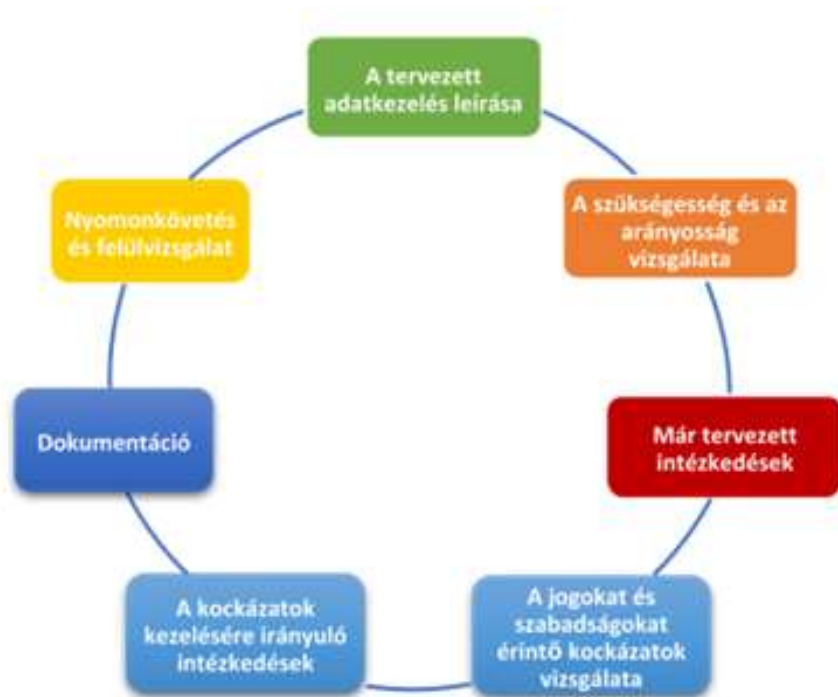 A tervezett
adatkezelés leírása
A szükségesség és az
arányosság
vizsgálata
Már tervezett
intézkedések
A jogokat és
szabadságokat
érintő kockázatok
vizsgálata
A kockázatok
kezelésére irányuló
intézkedések
Dokumentáció
Nyomonkövetés
és felülvizsgálat